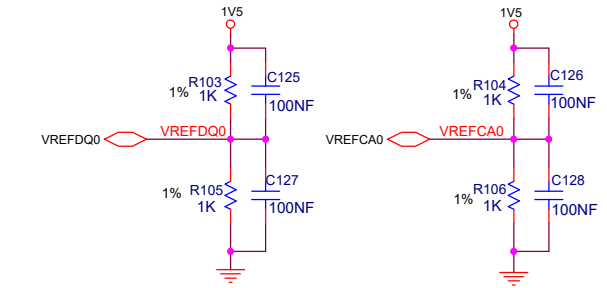 1V5
R103
1%
1K
C125
100NF
VREFDQ0
VREFDQ0
R105
1%
1K
C127
100NF
1V5
R104
1%
1K
C126
100NF
VREFCA0
VREFCA0
R106
1%
1K
C128
100NF